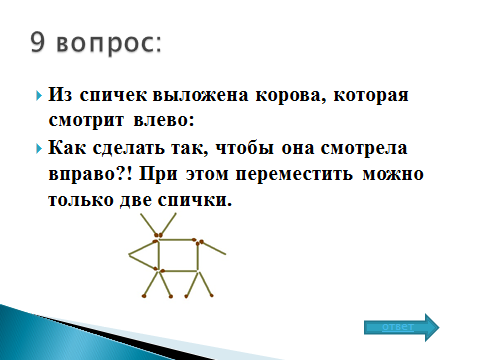 9 вопрос:
Из спичек выложена корова, которая
смотрит влево:
Как сделать так, чтобы она смотрела
вправо?! При этом переместить можно
только две спички.
ответ